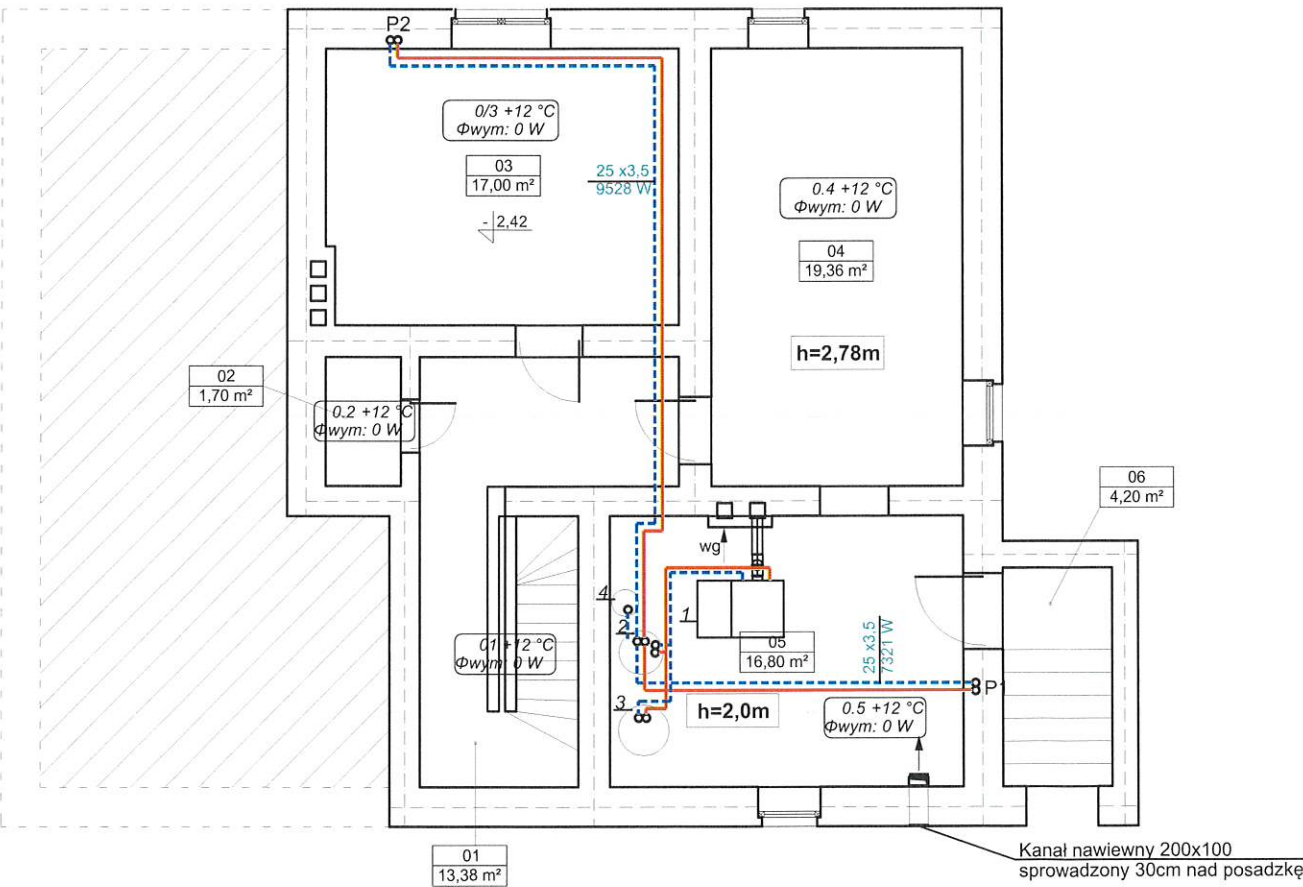 P2
0/3 +12 °C
Φwym: 0 W
03
17,00 m²
25 x3,5
9528 W
- 2,42
0.4 +12 °C
Φwym: 0 W
04
19,36 m²
h=2,78m
02
1,70 m²
0.2 +12 °C
Φwym: 0 W
06
4,20 m²
wg
4
1
2
05
16,80 m²
25 x3,5
7321 W
01 +12 °C
Φwym: 0 W
P1
3
h=2,0m
0.5 +12 °C
Φwym: 0 W
01
13,38 m²
Kanał nawiewny 200x100
sprowadzony 30cm nad posadzkę